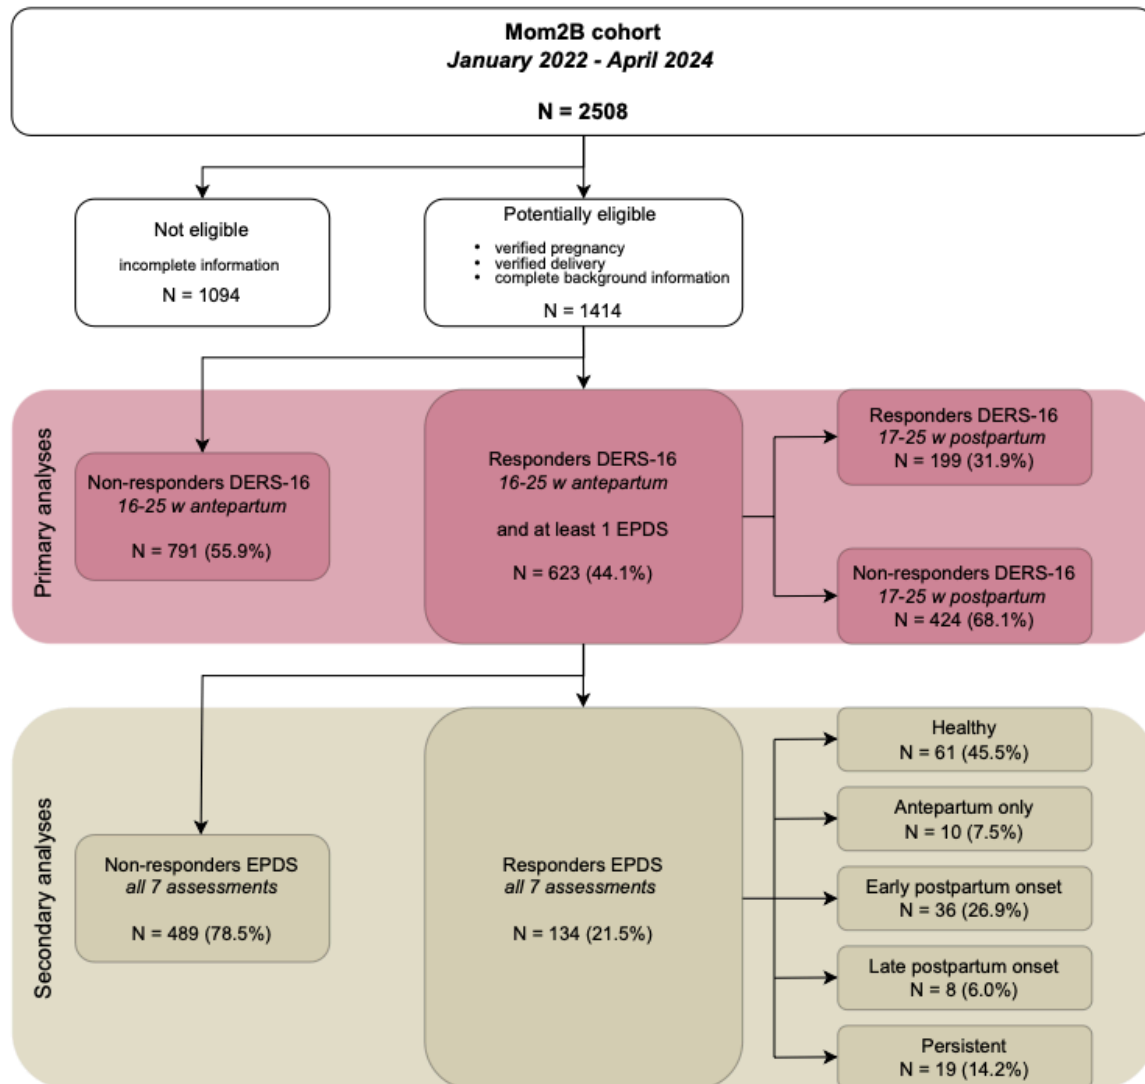 Mom2B cohort
January 2022 - April 2024
N = 2508
Not eligible
incomplete information
N = 1094
Potentially eligible
• verified pregnancy
• verified delivery
• complete background information
N = 1414
Primary analyses
Non-responders DERS-16
16-25 w antepartum
N = 791 (55.9%)
Responders DERS-16
16-25 w antepartum
and at least 1 EPDS
N = 623 (44.1%)
Responders DERS-16
17-25 w postpartum
N = 199 (31.9%)
Non-responders DERS-16
17-25 w postpartum
N = 424 (68.1%)
Secondary analyses
Non-responders EPDS
all 7 assessments
N = 489 (78.5%)
Responders EPDS
all 7 assessments
N = 134 (21.5%)
Healthy
N = 61 (45.5%)
Antepartum only
N = 10 (7.5%)
Early postpartum onset
N = 36 (26.9%)
Late postpartum onset
N = 8 (6.0%)
Persistent
N = 19 (14.2%)